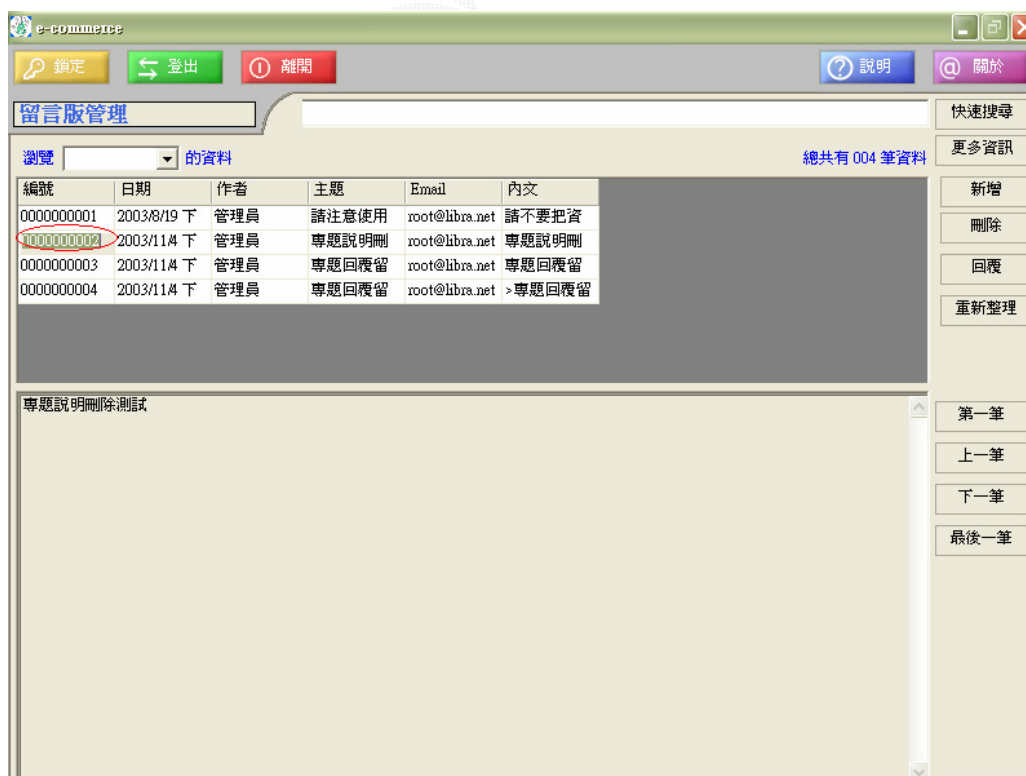 e-commerce
鎖定 登出 離開 說明 @ 關於
留言版管理 快速搜尋
更多資訊
瀏覽 的資料 總共有 004 筆資料
編號 日期 作者 主題 Email 內文 新增
0000000001 2003/8/19 下 管理員 請注意使用 root@libra.net 請不要把資
刪除
0000000002 2003/11/4 下 管理員 專題說明刪 root@libra.net 專題說明刪
0000000003 2003/11/4 下 管理員 專題回覆留 root@libra.net 專題回覆留 回覆
0000000004 2003/11/4 下 管理員 專題回覆留 root@libra.net >專題回覆留
重新整理
專題說明刪除測試
第一筆
上一筆
下一筆
最後一筆